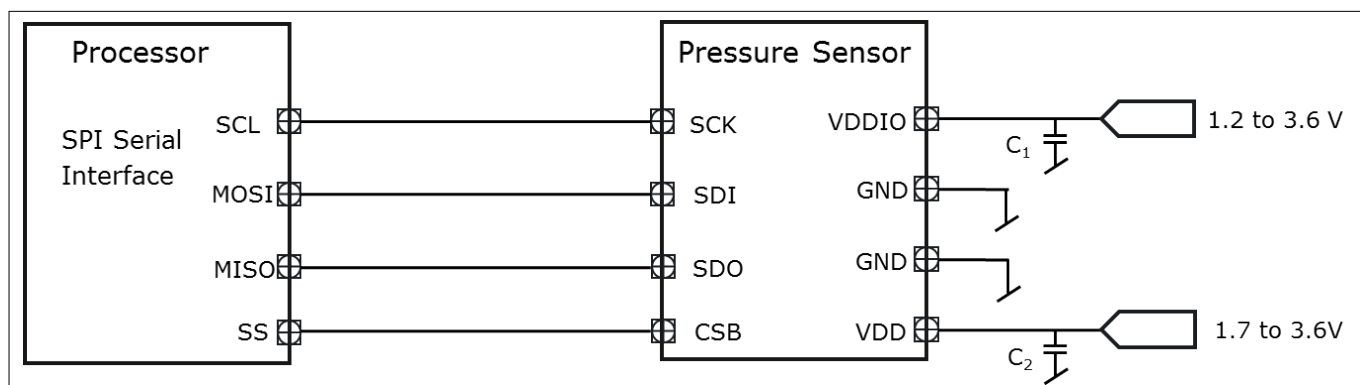 Processor
SPI Serial
Interface
SCL
MOSI
MISO
SS
Pressure Sensor
SCK
SDI
SDO
CSB
VDDIO
GND
GND
VDD
C₁
1.2 to 3.6 V
C₂
1.7 to 3.6V